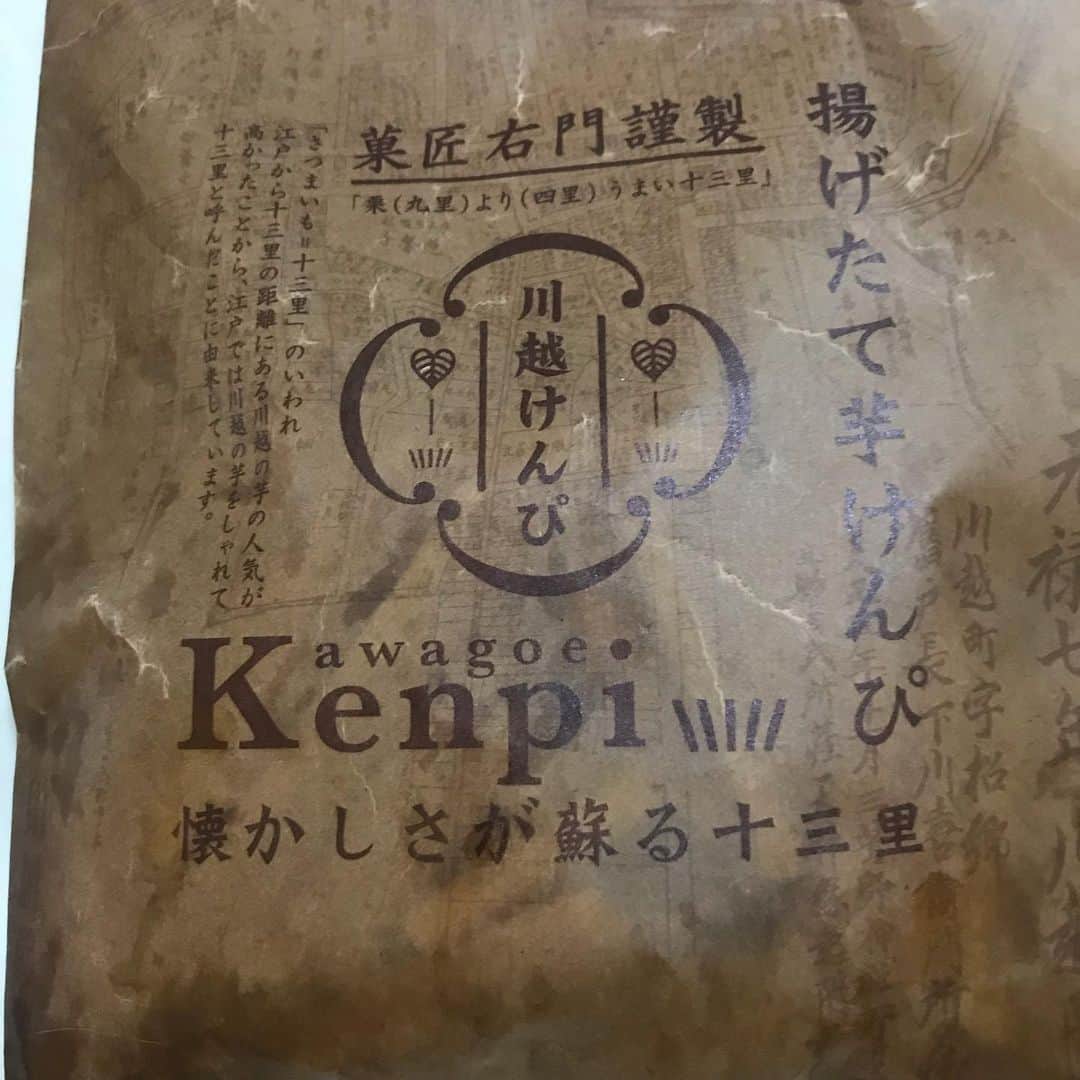 揚げたて芋けんぴ
菓匠右門謹製
「栗(九里)より(四里)うまい十三里」
川越けんぴ
「さつまいも=十三里」のいわれ
江戸から十三里の距離にある川越の芋の人気が
高かったことから、江戸では川越の芋をしゃれて
十三里と呼んだことに由来しています。
Kawagoe
Kenpi
懐かしさが蘇る十三里
元禄七年
川越町字松郷